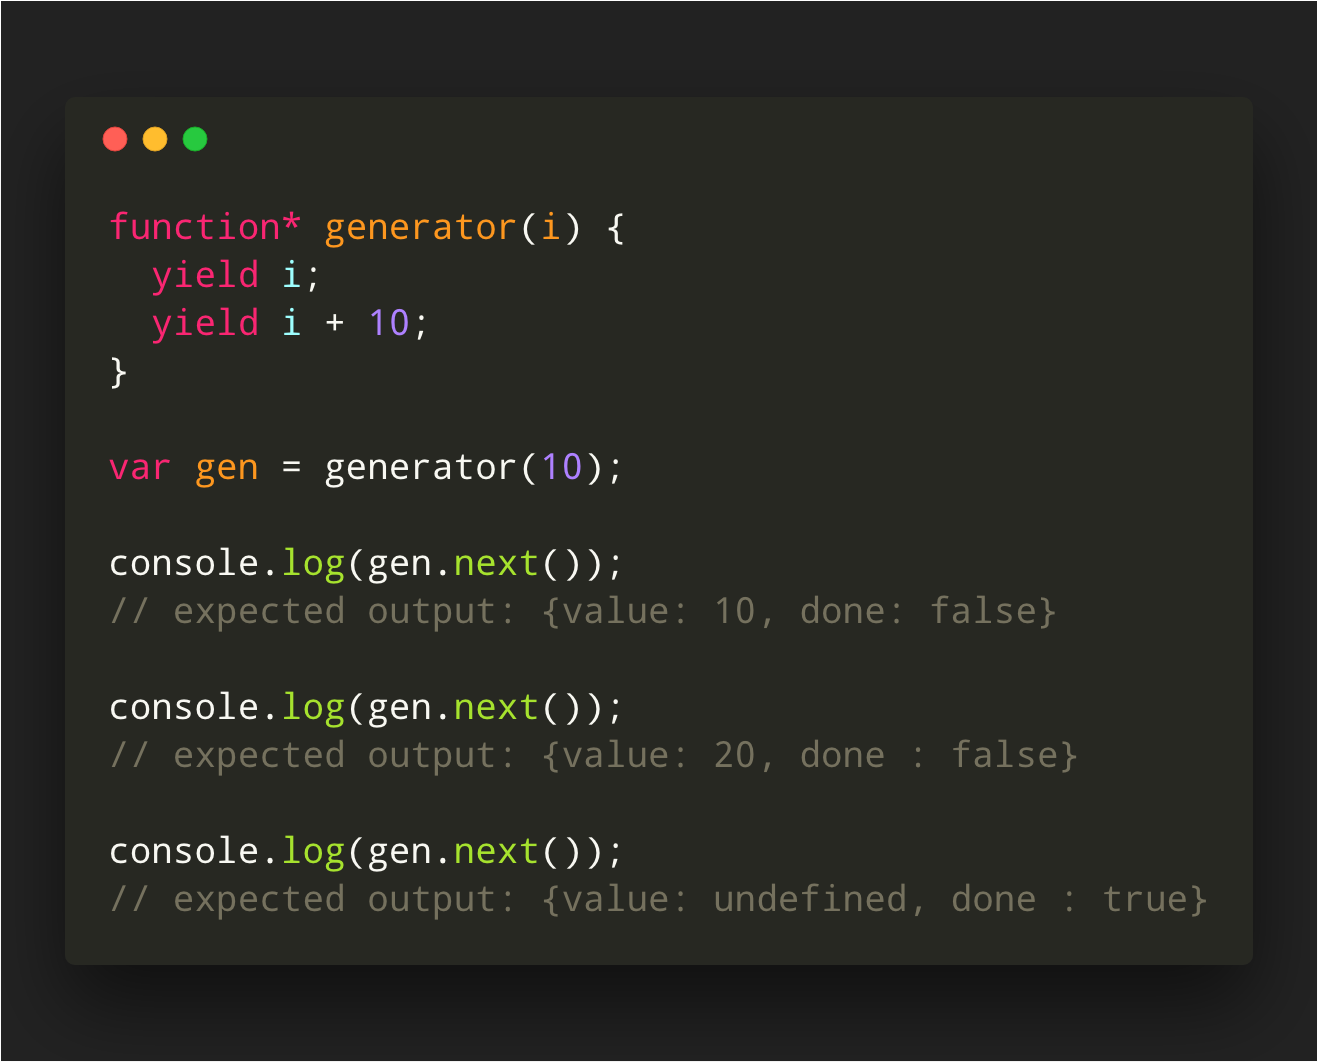 function* generator(i) {
  yield i;
  yield i + 10;
}

var gen = generator(10);

console.log(gen.next());
// expected output: {value: 10, done: false}

console.log(gen.next());
// expected output: {value: 20, done : false}

console.log(gen.next());
// expected output: {value: undefined, done : true}